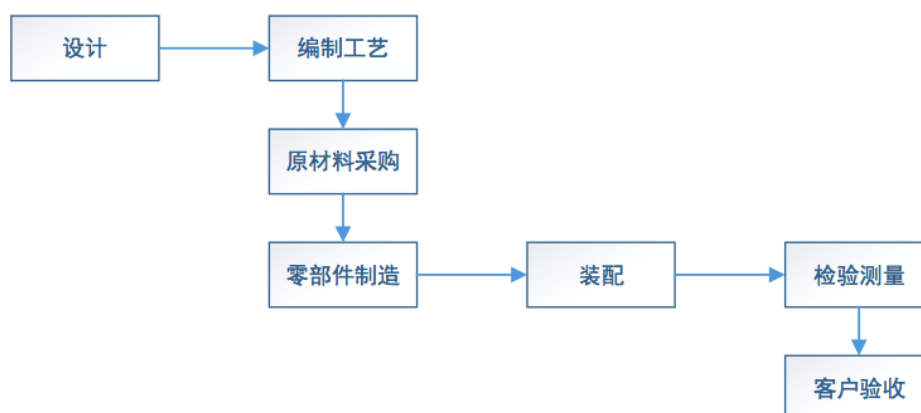 设计
编制工艺
原材料采购
零部件制造
装配
检验测量
客户验收